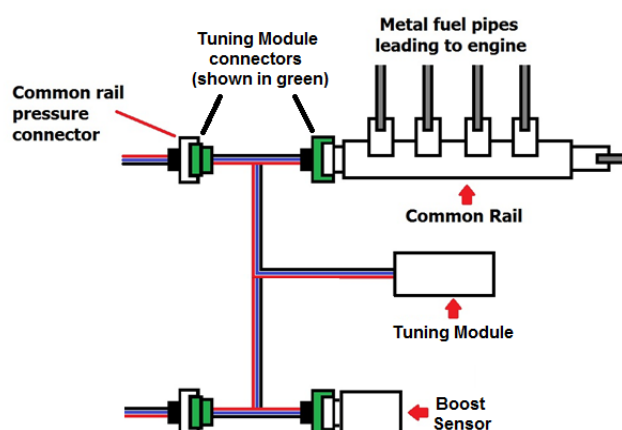 Tuning Module
connectors
(shown in green)
Metal fuel pipes
leading to engine
Common rail
pressure
connector
Common Rail
Tuning Module
Boost
Sensor